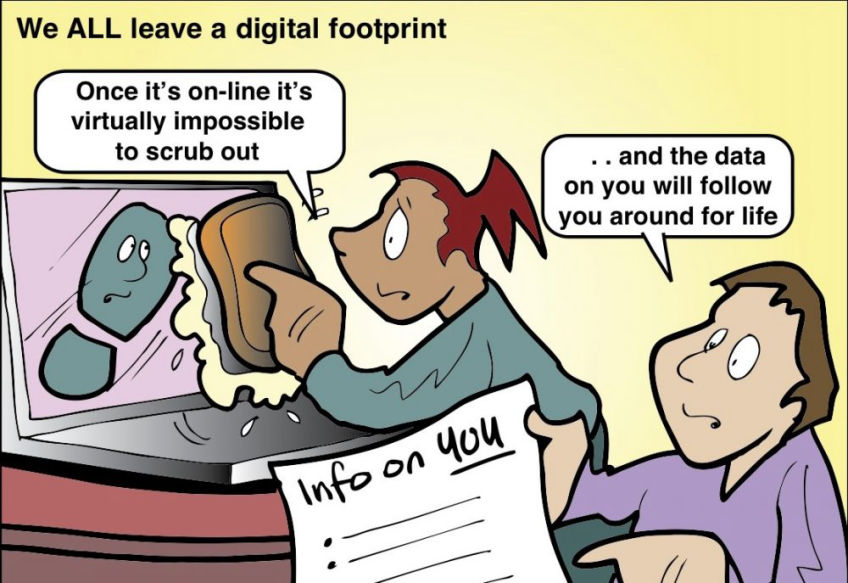 We ALL leave a digital footprint
Once it's on-line it's
virtually impossible
to scrub out
. . and the data
on you will follow
you around for life
Info on you